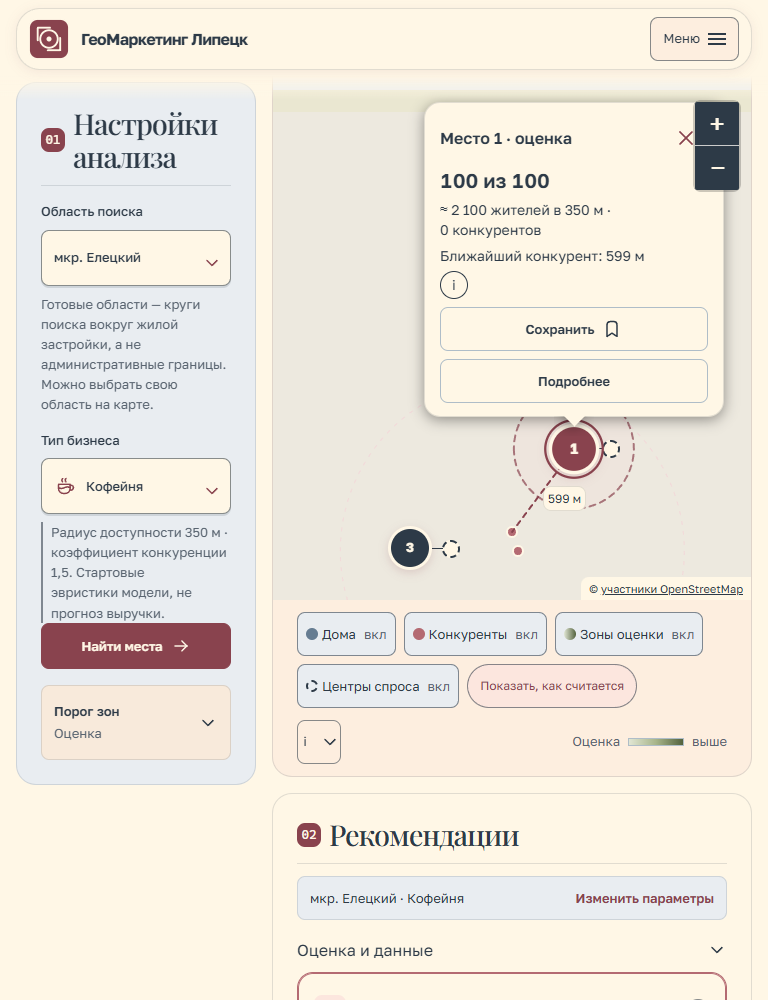 ГеоМаркетинг Липецк
Меню
01
Настройки
анализа
Область поиска
мкр. Елецкий
Готовые области — круги
поиска вокруг жилой
застройки, а не
административные границы.
Можно выбрать свою
область на карте.
Тип бизнеса
Кофейня
Радиус доступности 350 м ·
коэффициент конкуренции
1,5. Стартовые
эвристики модели, не
прогноз выручки.
Найти места
Порог зон
Оценка
Место 1 · оценка
100 из 100
≈ 2 100 жителей в 350 м ·
0 конкурентов
Ближайший конкурент: 599 м
i
Сохранить
Подробнее
+
−
1
599 м
3
© участники OpenStreetMap
Дома вкл
Конкуренты вкл
Зоны оценки вкл
Центры спроса вкл
Показать, как считается
i
Оценка
выше
02
Рекомендации
мкр. Елецкий · Кофейня
Изменить параметры
Оценка и данные